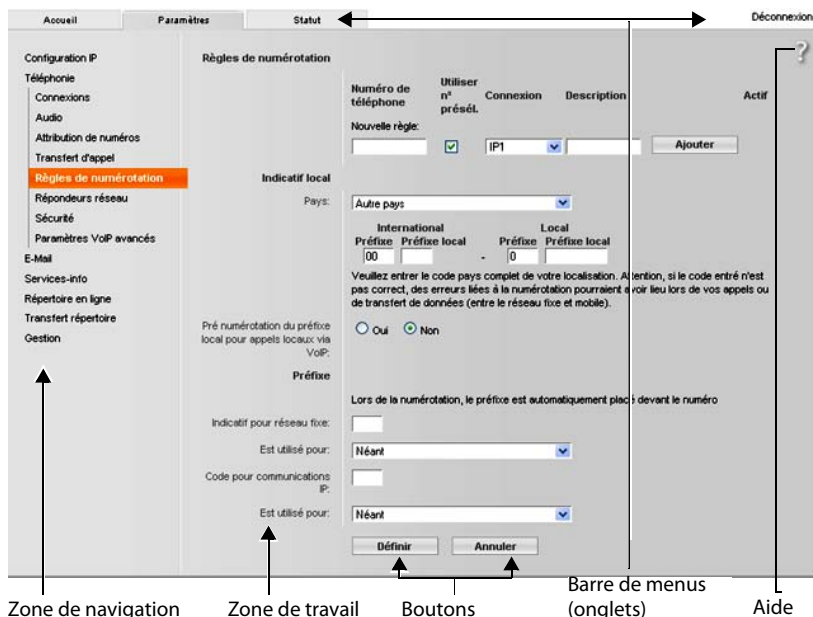 Accueil Paramètres Statut Déconnexion
Configuration IP
Téléphonie
Connexions
Audio
Attribution de numéros
Transfert d'appel
Règles de numérotation
Répondeurs réseau
Sécurité
Paramètres VoIP avancés
E-Mail
Services-info
Répertoire en ligne
Transfert répertoire
Gestion
Règles de numérotation
Numéro de téléphone Utiliser n° présél. Connexion Description Actif
Nouvelle règle:
IP1 Ajouter
Indicatif local
Pays: Autre pays
International Local
Préfixe Préfixe local Préfixe Préfixe local
00 - 0
Veuillez entrer le code pays complet de votre localisation. Attention, si le code entré n'est
pas correct, des erreurs liées à la numérotation pourraient avoir lieu lors de vos appels ou
de transfert de données (entre le réseau fixe et mobile).
Pré numérotation du préfixe
local pour appels locaux via
VoIP:
Oui Non
Préfixe
Lors de la numérotation, le préfixe est automatiquement placé devant le numéro
Indicatif pour réseau fixe:
Est utilisé pour: Néant
Code pour communications
IP:
Est utilisé pour: Néant
Définir Annuler
?
Zone de navigation Zone de travail Boutons Barre de menus
(onglets) Aide